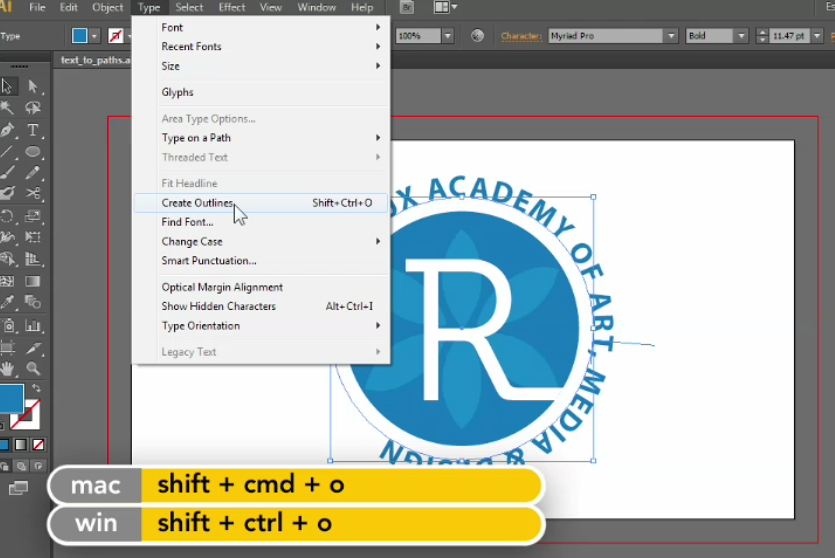 Ai File Edit Object Type Select Effect View Window Help Br
Type 100% Character: Myriad Pro Bold 11.47 pt
text_to_paths.a
Font
Recent Fonts
Size
Glyphs
Area Type Options...
Type on a Path
Threaded Text
Fit Headline
Create Outlines Shift+Ctrl+O
Find Font...
Change Case
Smart Punctuation...
Optical Margin Alignment
Show Hidden Characters Alt+Ctrl+I
Type Orientation
Legacy Text
UX ACADEMY OF ART, MEDIA & DESIGN
R
mac shift + cmd + o
win shift + ctrl + o